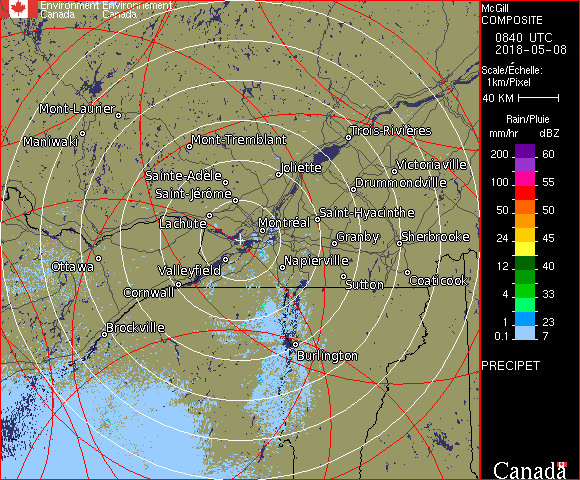 Environment Environnement
Canada Canada
Mont-Laurier
Maniwaki
Mont-Tremblant
Trois-Rivières
Joliette
Victoriaville
Sainte-Adèle
Drummondville
Saint-Jérôme
Lachute
Montréal
Saint-Hyacinthe
Granby
Sherbrooke
Ottawa
Valleyfield
Napierville
Cornwall
Sutton
Coaticook
Brockville
Burlington
McGill
COMPOSITE
0840 UTC
2018-05-08
Scale/Échelle:
1km/Pixel
40 KM
Rain/Pluie
mm/hr dBZ
200 60
100 55
50 50
24 45
12 40
4 33
1 23
0.1 7
PRECIPET
Canada